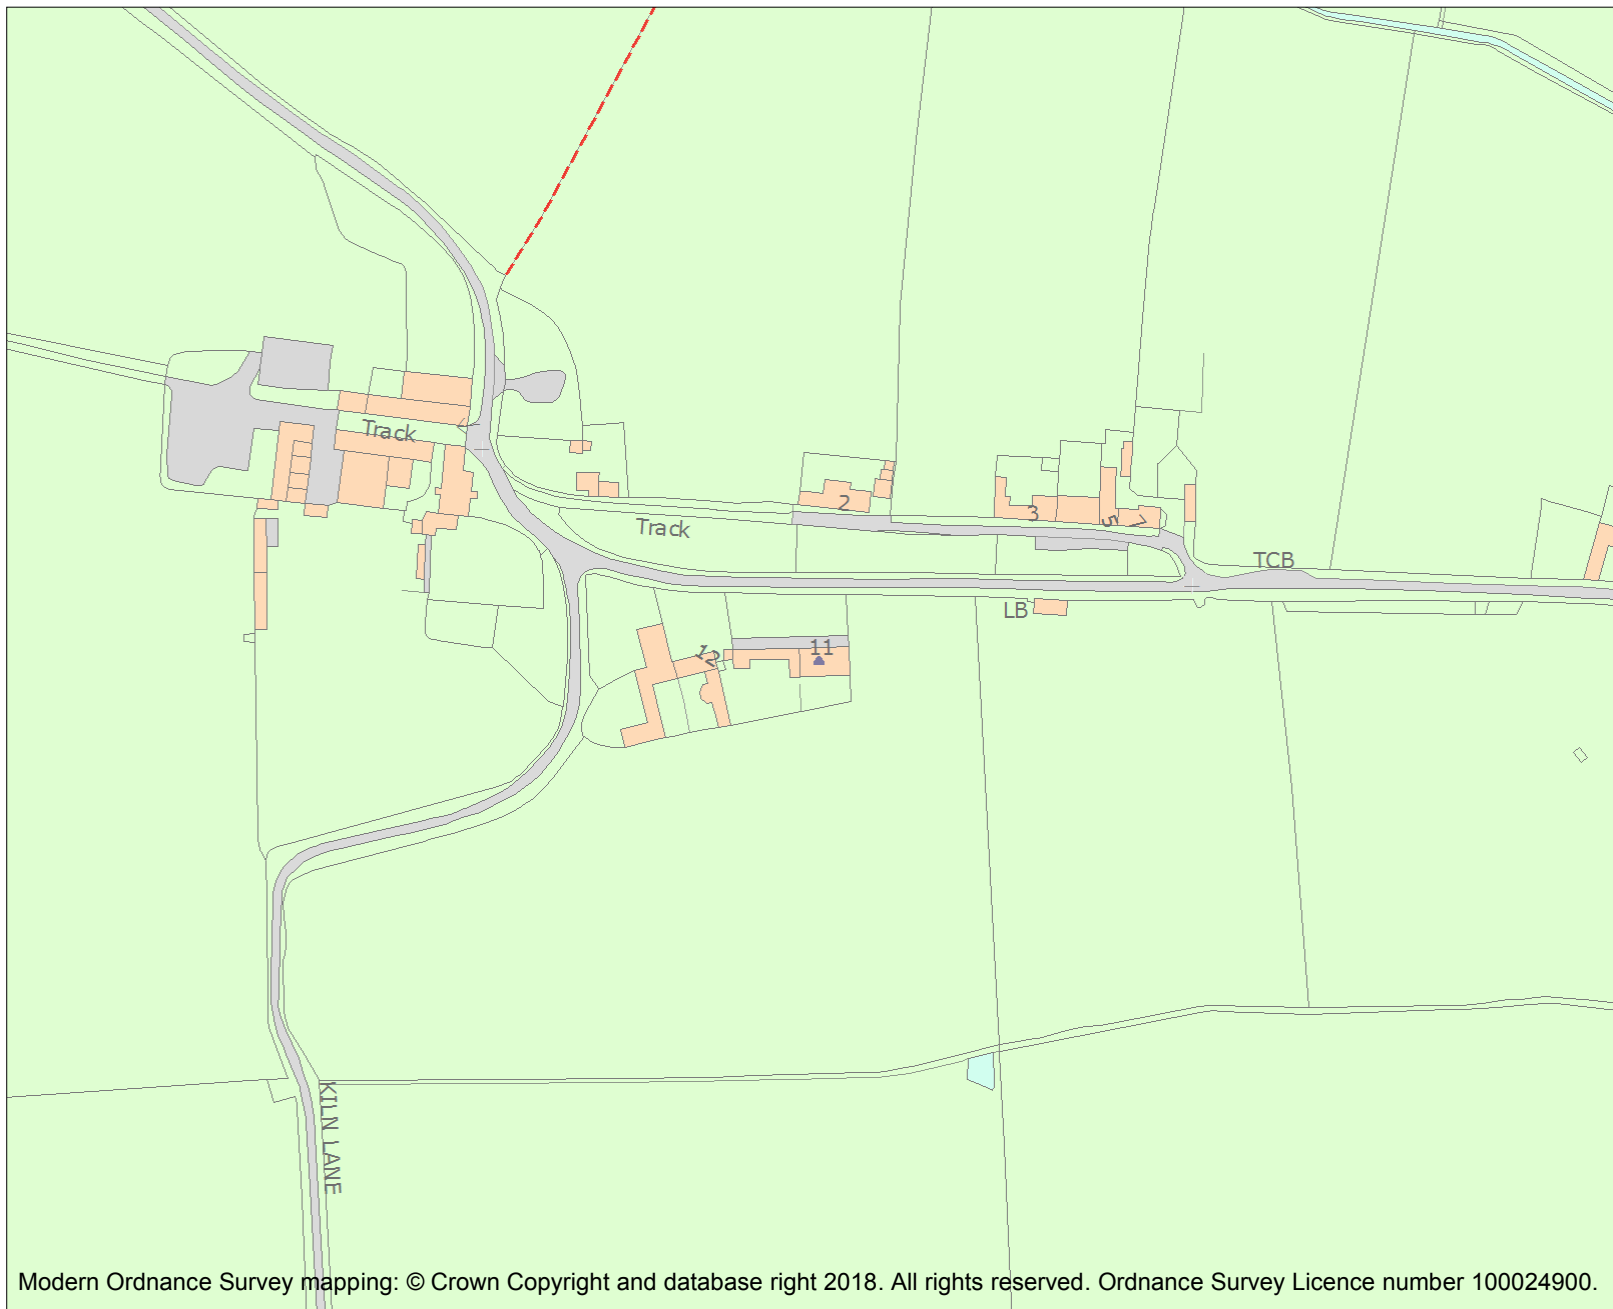 Track
2
3
5
7
Track
TCB
LB
12
11
KILN LANE
Modern Ordnance Survey mapping: © Crown Copyright and database right 2018. All rights reserved. Ordnance Survey Licence number 100024900.